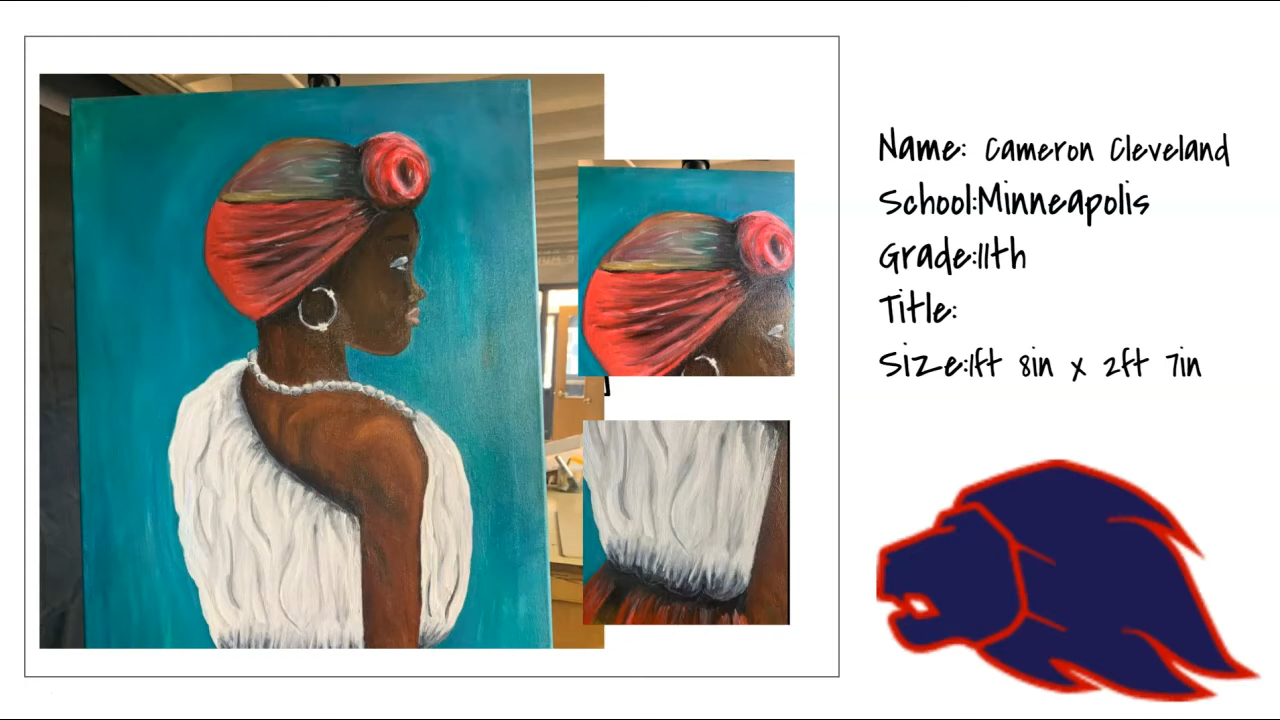 Name: Cameron Cleveland
School:Minneapolis
Grade:11th
Title:
Size:1ft 8in x 2ft 7in